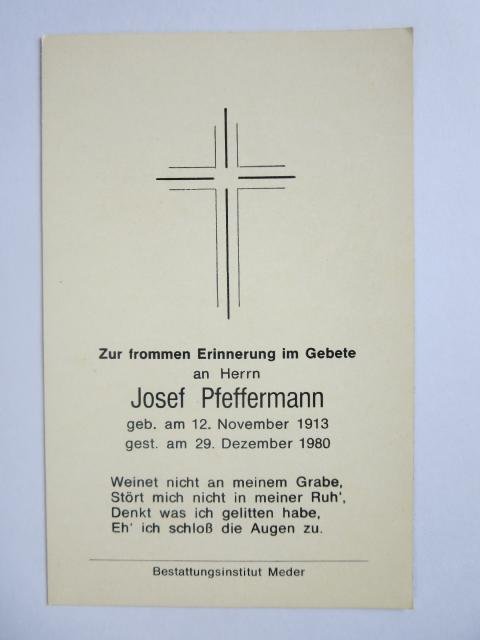 Zur frommen Erinnerung im Gebete
an Herrn
Josef Pfeffermann
geb. am 12. November 1913
gest. am 29. Dezember 1980
Weinet nicht an meinem Grabe,
Stört mich nicht in meiner Ruh',
Denkt was ich gelitten habe,
Eh' ich schloß die Augen zu.
Bestattungsinstitut Meder